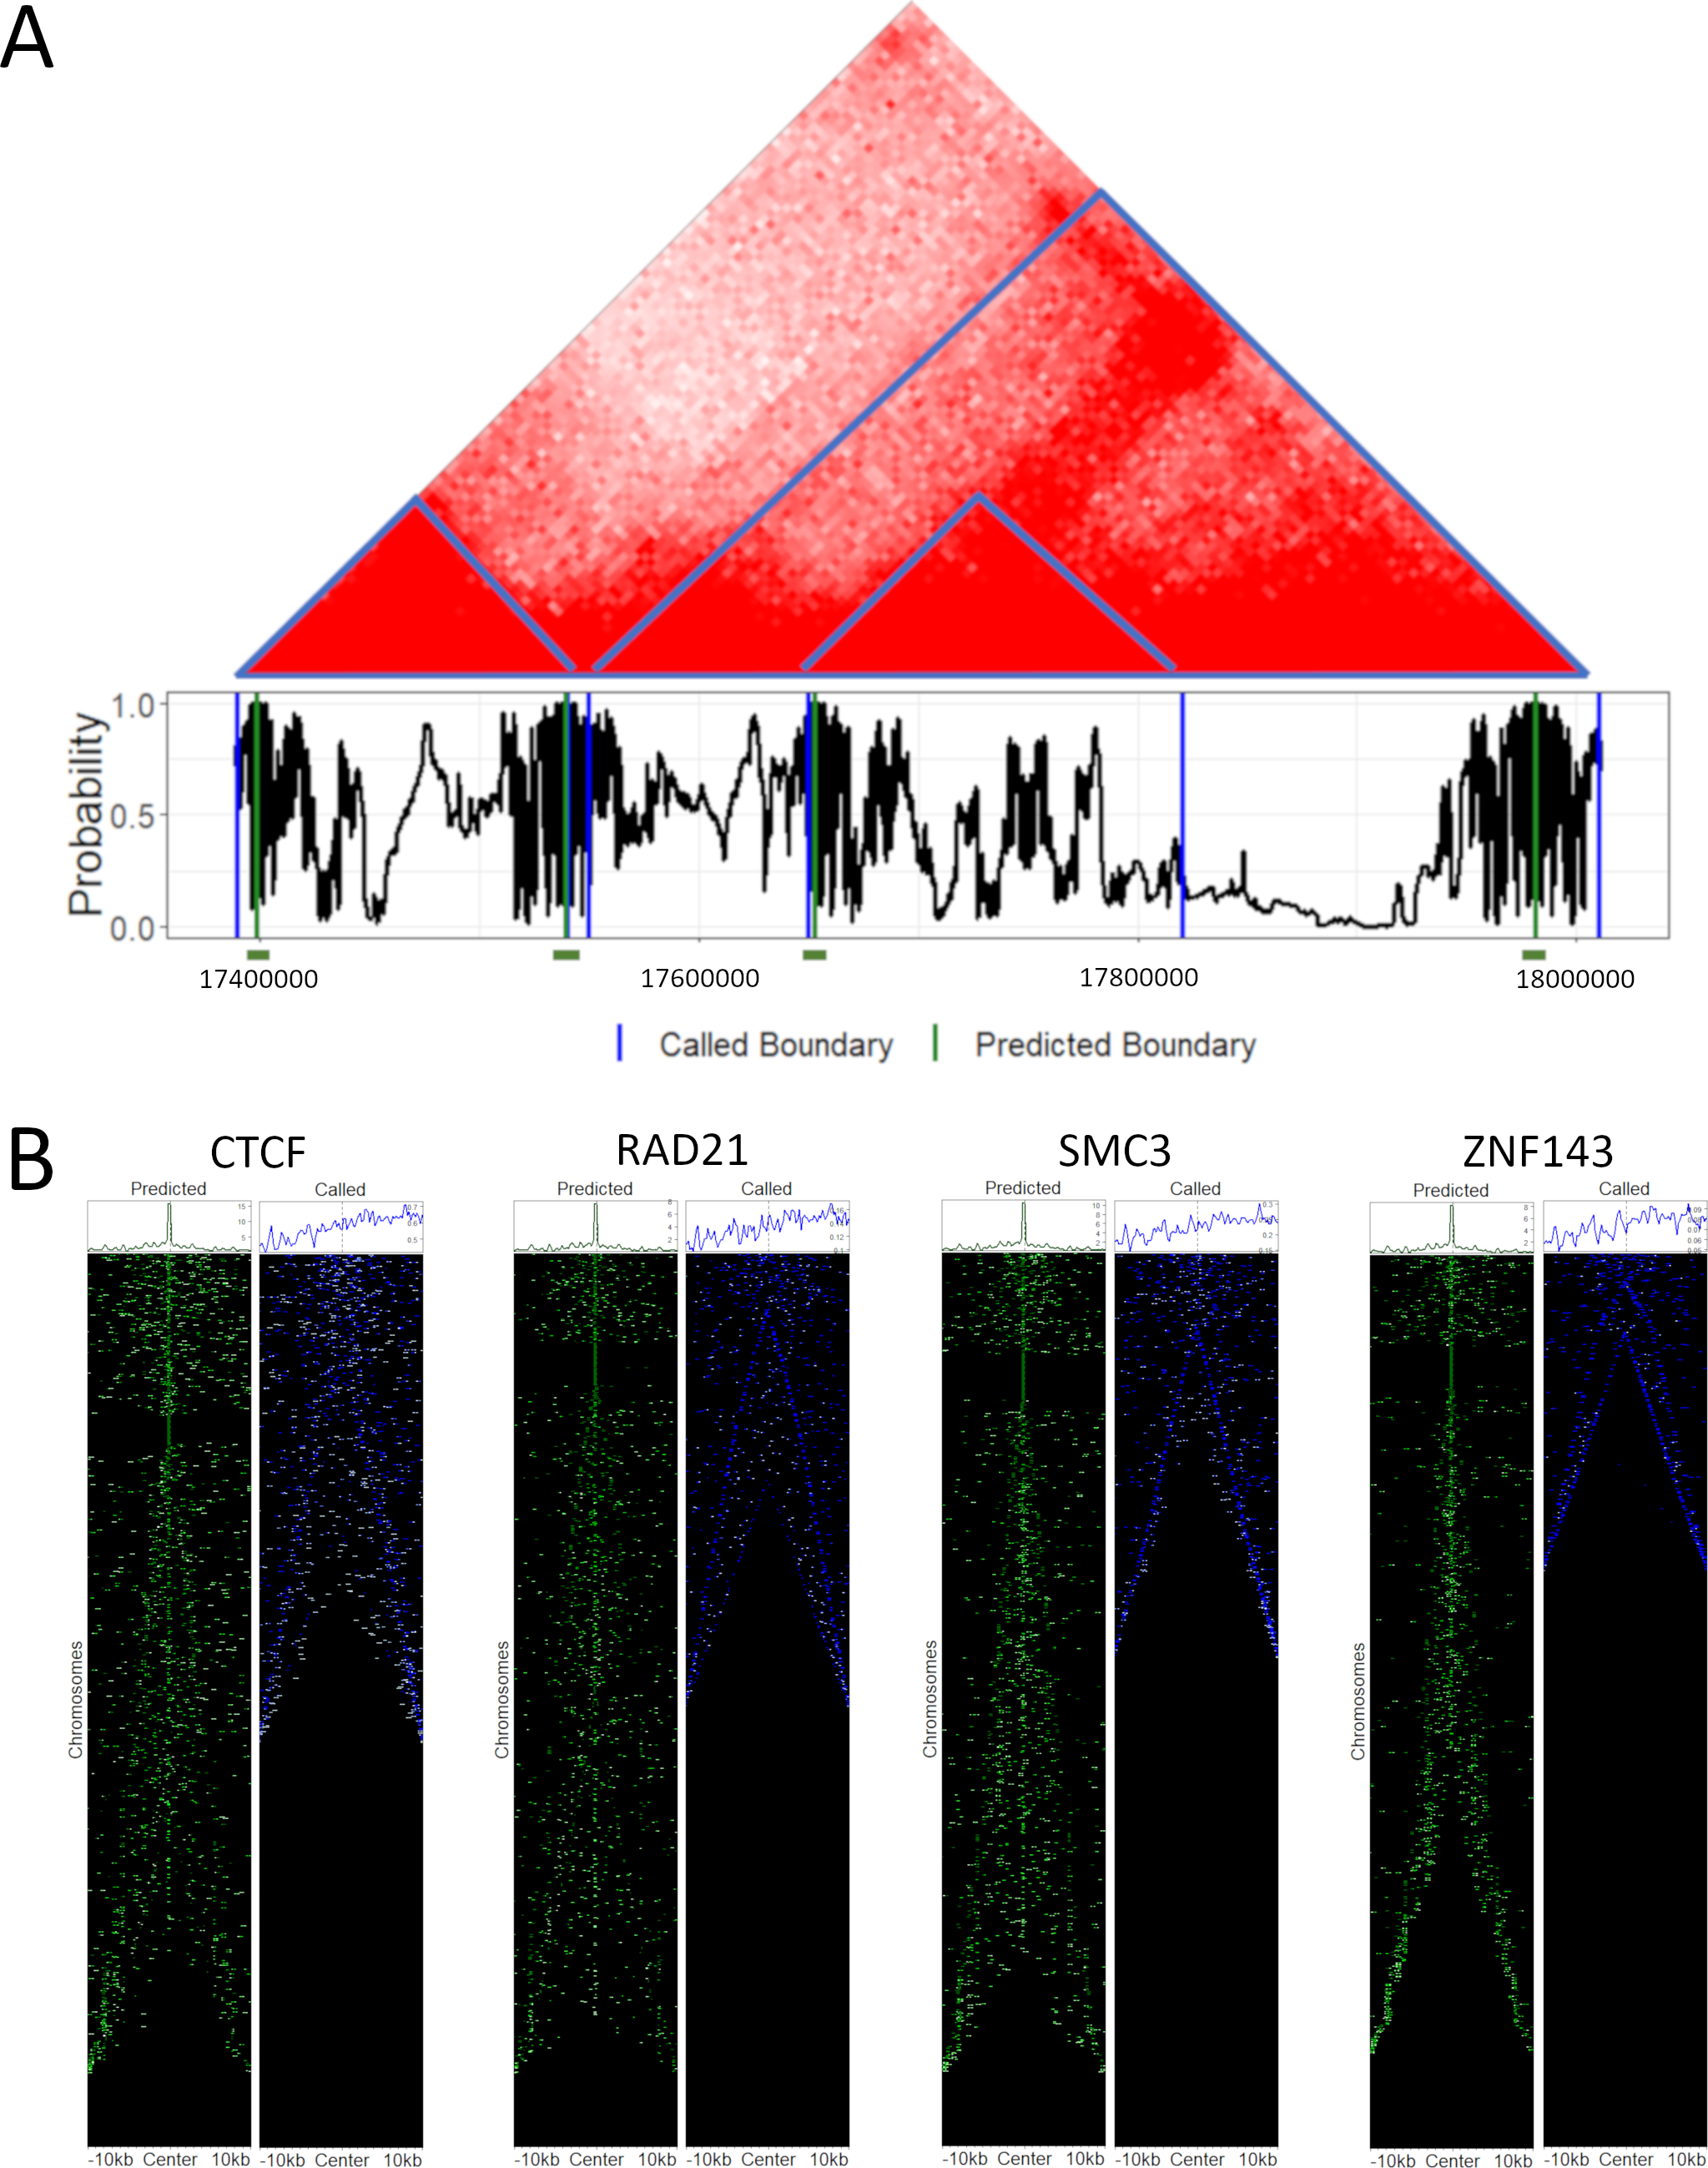 A
1.0
0.5
0.0
Probability
17400000 17600000 17800000 18000000
Called Boundary Predicted Boundary
B
CTCF RAD21 SMC3 ZNF143
Predicted Called Predicted Called Predicted Called Predicted Called
Chromosomes Chromosomes Chromosomes Chromosomes
-10kb Center 10kb -10kb Center 10kb -10kb Center 10kb -10kb Center 10kb -10kb Center 10kb -10kb Center 10kb -10kb Center 10kb -10kb Center 10kb